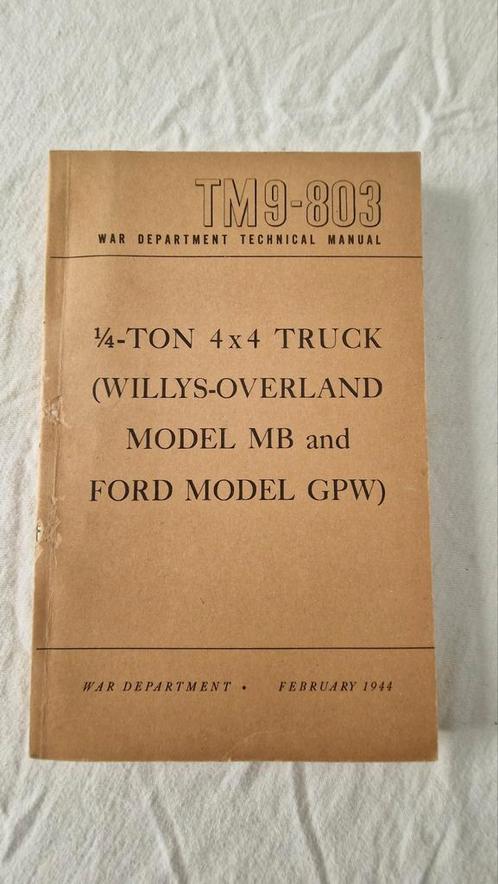 TM9-803
WAR DEPARTMENT TECHNICAL MANUAL
¼-TON 4x4 TRUCK
(WILLYS-OVERLAND
MODEL MB and
FORD MODEL GPW)
WAR DEPARTMENT • FEBRUARY 1944